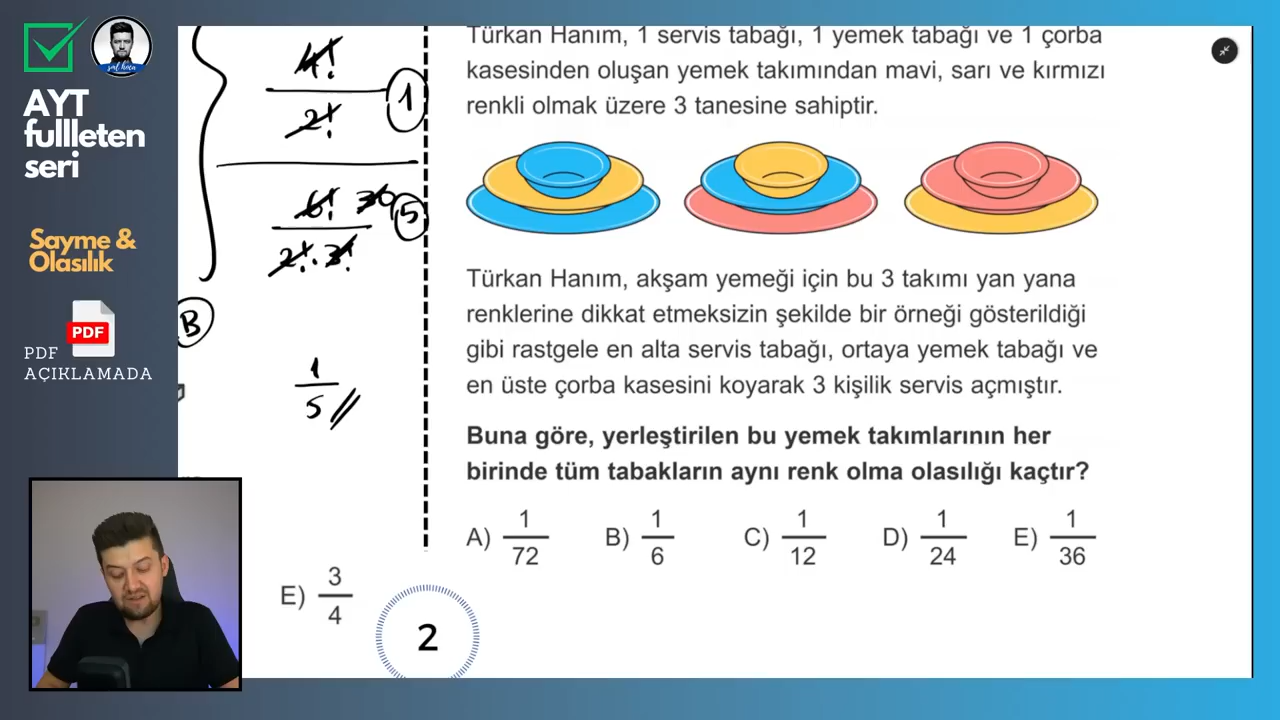 AYT
fullleten
seri
Sayme &
Olasılık
PDF
PDF
AÇIKLAMADA
sml hoca
4!
2!
1
6! 30
2!.3!
5
B
1
5
E) 3
4
2
Türkan Hanım, 1 servis tabağı, 1 yemek tabağı ve 1 çorba
kasesinden oluşan yemek takımından mavi, sarı ve kırmızı
renkli olmak üzere 3 tanesine sahiptir.
Türkan Hanım, akşam yemeği için bu 3 takımı yan yana
renklerine dikkat etmeksizin şekilde bir örneği gösterildiği
gibi rastgele en alta servis tabağı, ortaya yemek tabağı ve
en üste çorba kasesini koyarak 3 kişilik servis açmıştır.
Buna göre, yerleştirilen bu yemek takımlarının her
birinde tüm tabakların aynı renk olma olasılığı kaçtır?
A) 1/72 B) 1/6 C) 1/12 D) 1/24 E) 1/36